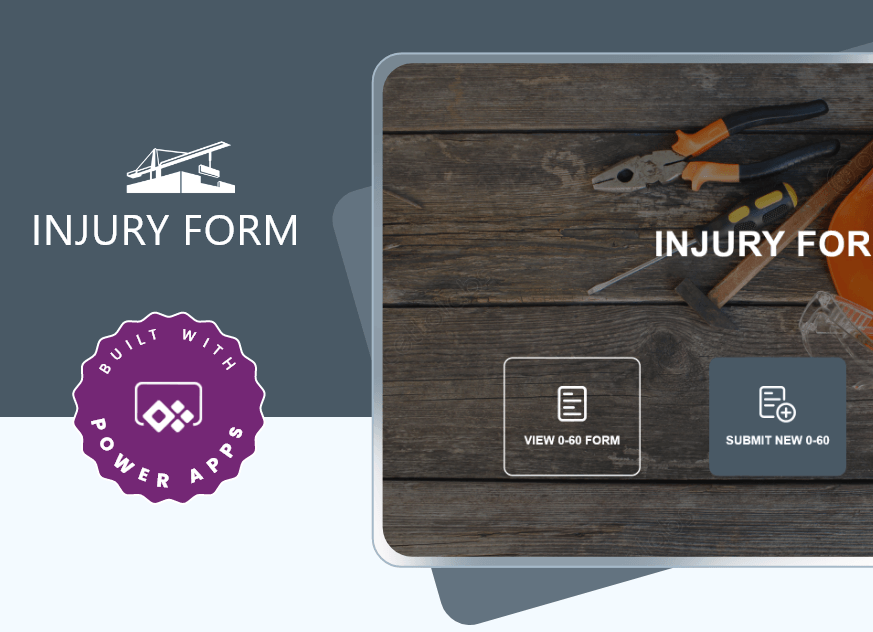 INJURY FORM
BUILT WITH
POWER APPS
INJURY FOR
VIEW 0-60 FORM
SUBMIT NEW 0-60